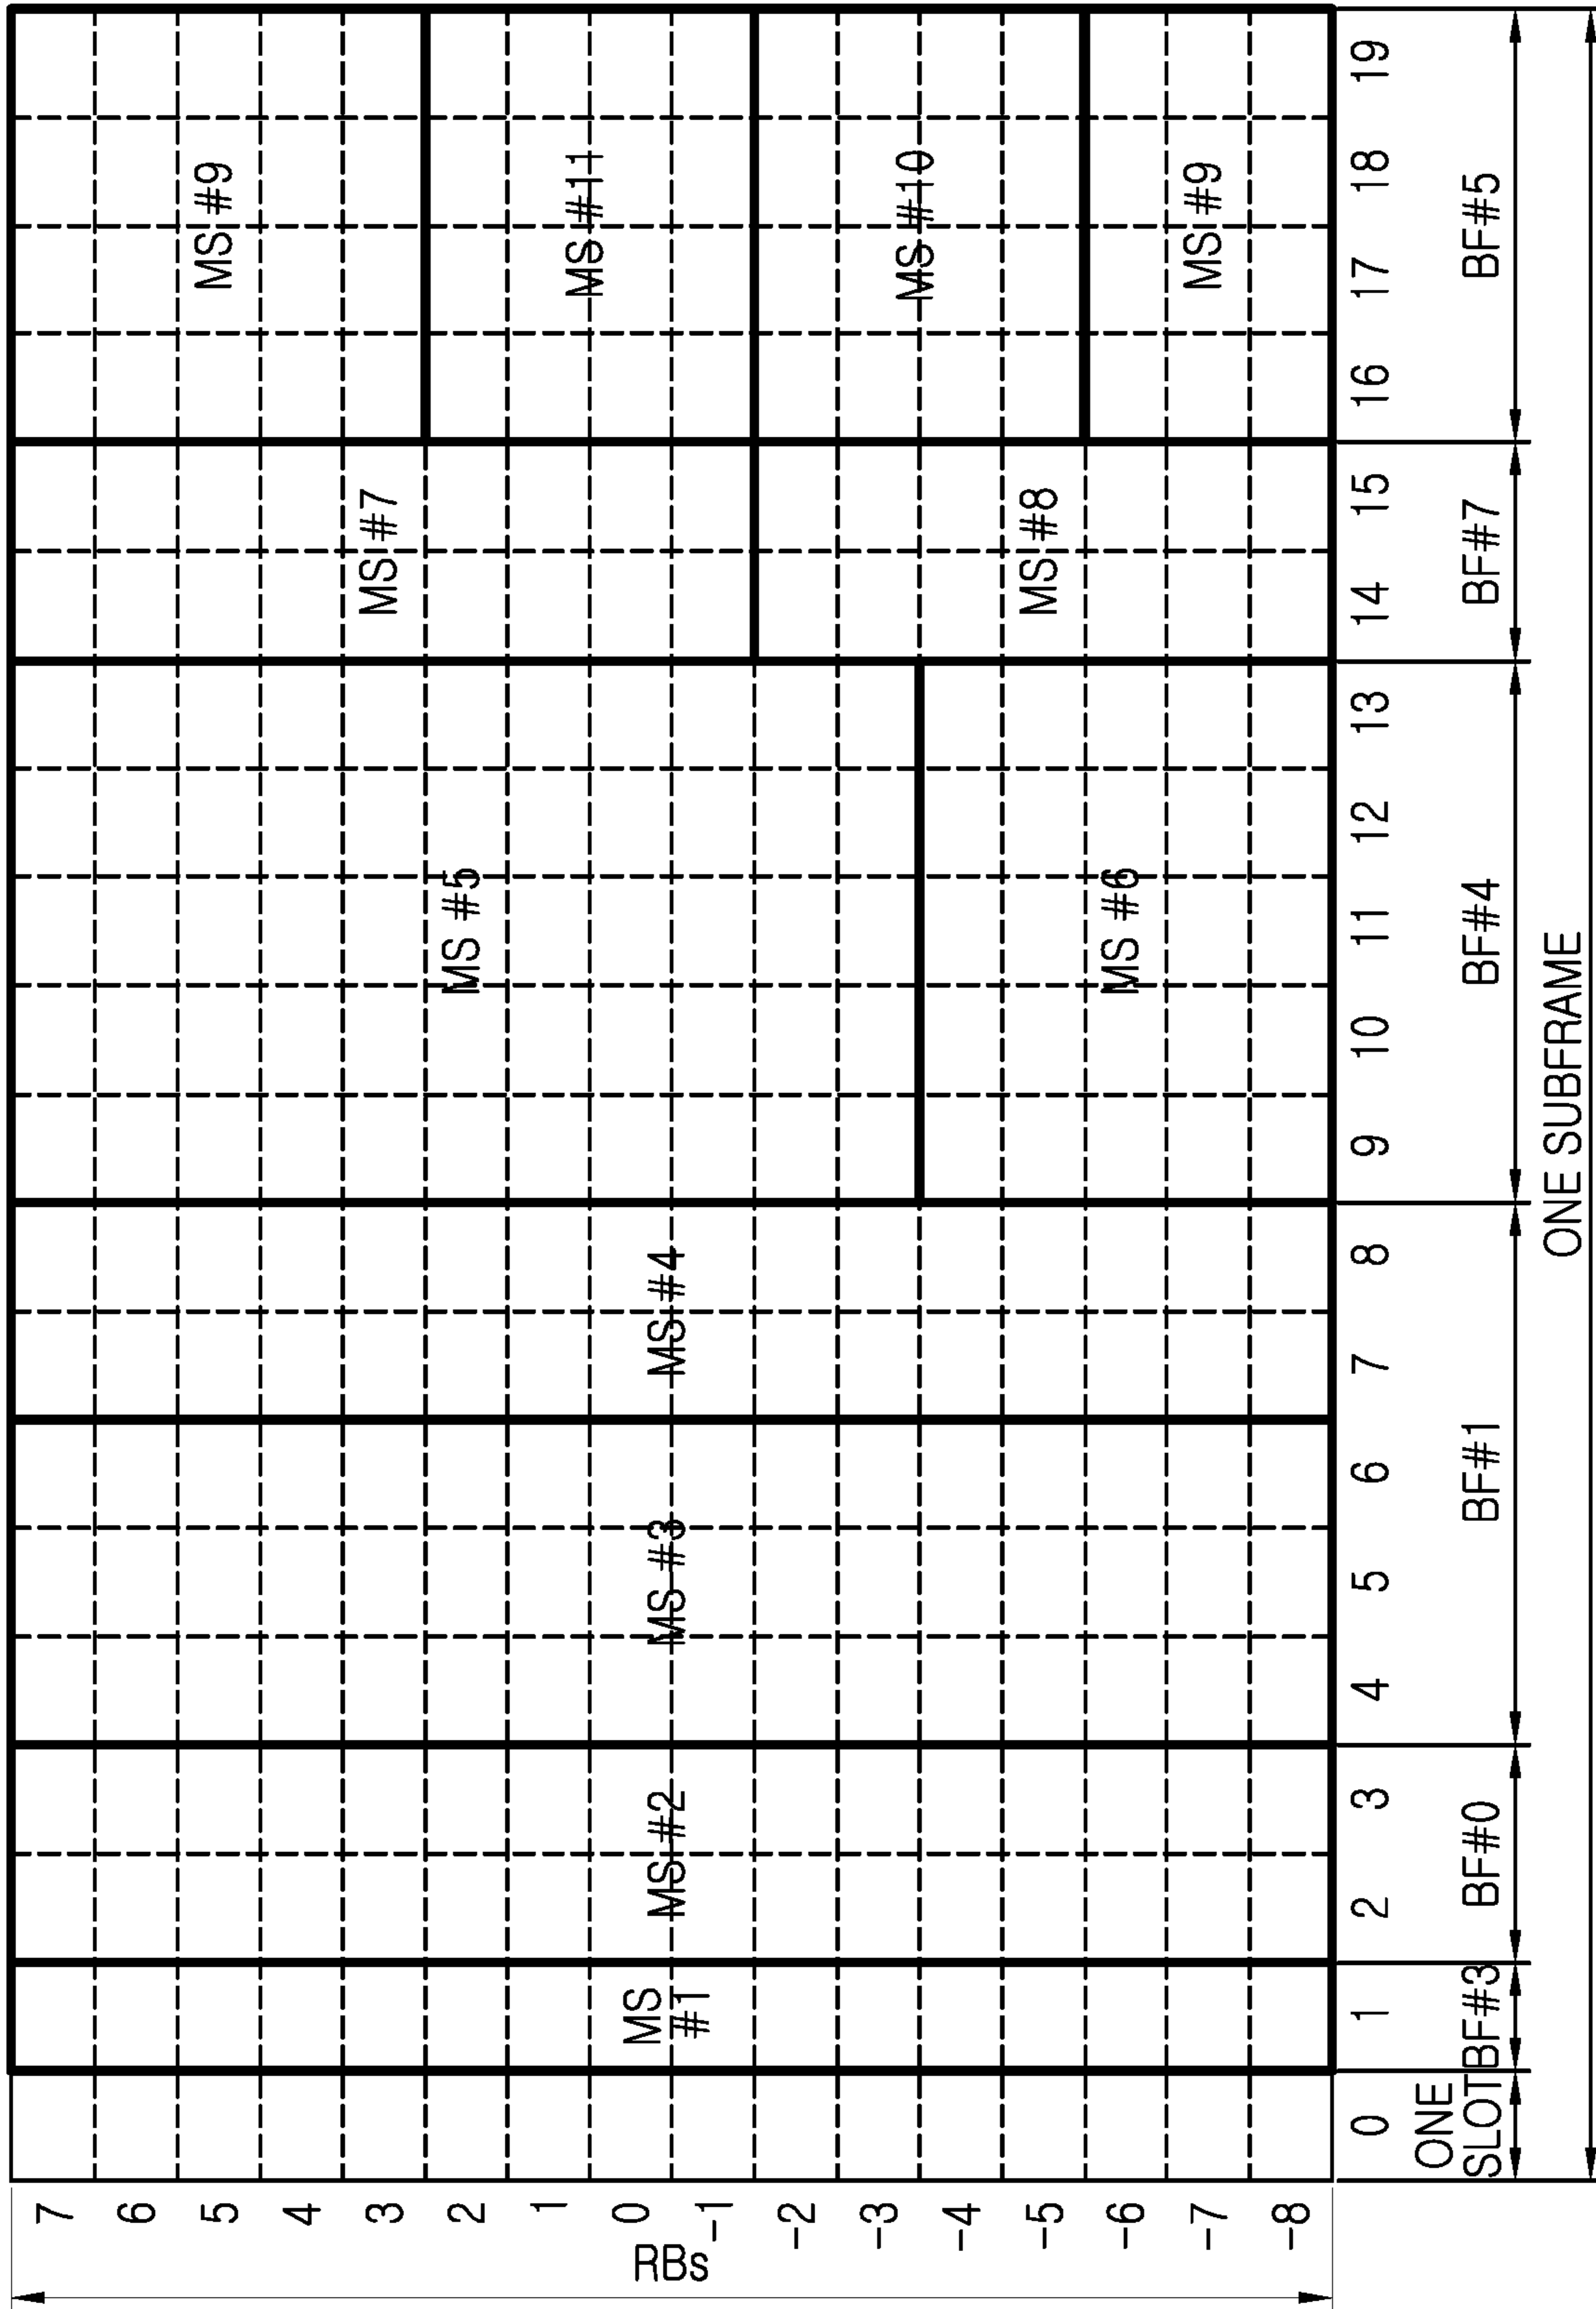 RBs
7
6
5
4
3
2
1
0
-1
-2
-3
-4
-5
-6
-7
-8
MS
#1
MS #2
MS #3
MS #4
MS #5
MS #6
MS #7
MS #8
MS #9
MS #11
MS #10
MS #9
0 1 2 3 4 5 6 7 8 9 10 11 12 13 14 15 16 17 18 19
ONE
SLOT BF#3 BF#0 BF#1 BF#4 BF#7 BF#5
ONE SUBFRAME